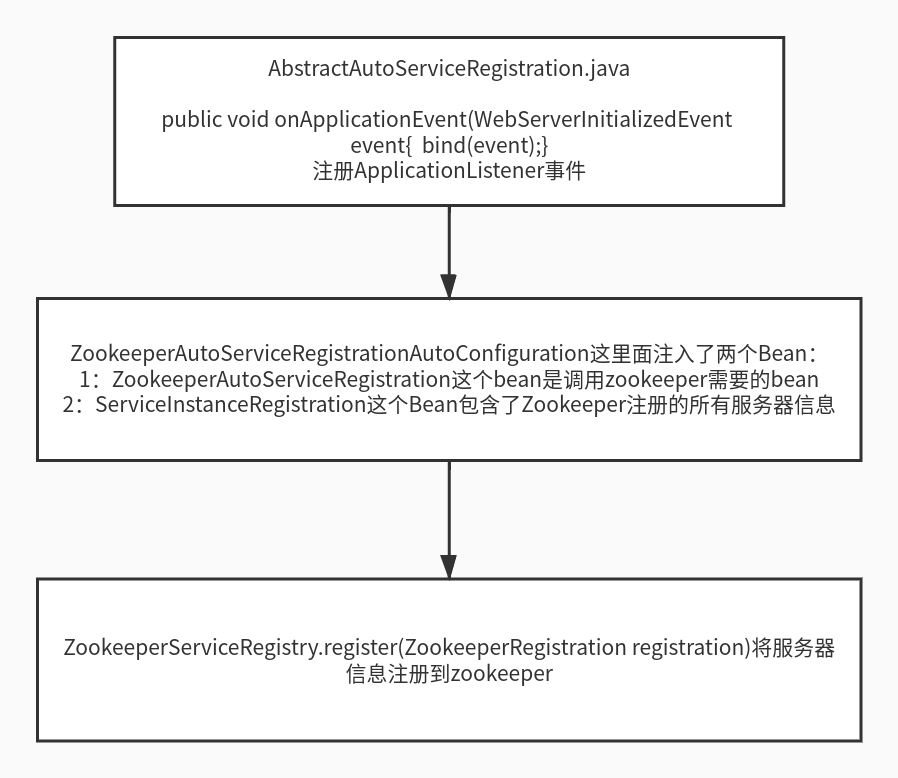 AbstractAutoServiceRegistration.java
public void onApplicationEvent(WebServerInitializedEvent
event{  bind(event);}
注册ApplicationListener事件
ZookeeperAutoServiceRegistrationAutoConfiguration这里面注入了两个Bean：
1：ZookeeperAutoServiceRegistration这个bean是调用zookeeper需要的bean
2：ServiceInstanceRegistration这个Bean包含了Zookeeper注册的所有服务器信息
ZookeeperServiceRegistry.register(ZookeeperRegistration registration)将服务器
信息注册到zookeeper